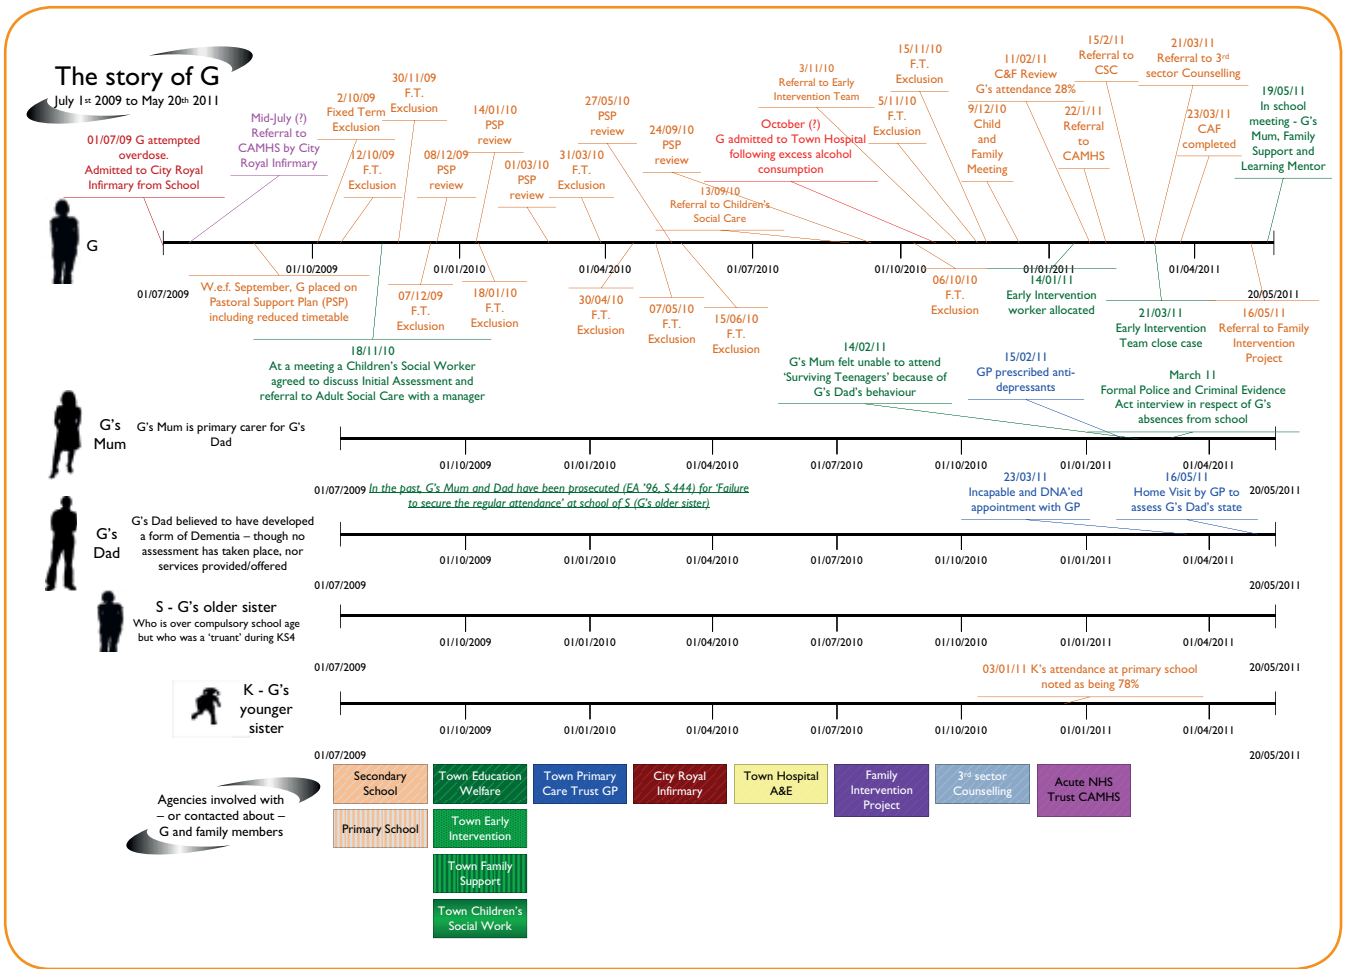 The story of G
July 1st 2009 to May 20th 2011
01/07/09 G attempted
overdose.
Admitted to City Royal
Infirmary from School
Mid-July (?)
Referral to
CAMHS by City
Royal Infirmary
2/10/09
Fixed Term
Exclusion
12/10/09
F.T.
Exclusion
30/11/09
F.T.
Exclusion
08/12/09
PSP
review
14/01/10
PSP
review
01/03/10
PSP
review
31/03/10
F.T.
Exclusion
27/05/10
PSP
review
24/09/10
PSP
review
13/09/10
Referral to Children's
Social Care
3/11/10
Referral to Early
Intervention Team
October (?)
G admitted to Town Hospital
following excess alcohol
consumption
15/11/10
F.T.
Exclusion
5/11/10
F.T.
Exclusion
9/12/10
Child
and
Family
Meeting
11/02/11
C&F Review
G's attendance 28%
22/1/11
Referral
to
CAMHS
15/2/11
Referral to
CSC
21/03/11
Referral to 3rd
sector Counselling
23/03/11
CAF
completed
19/05/11
In school
meeting - G's
Mum, Family
Support and
Learning Mentor
G
01/07/2009
01/10/2009
01/01/2010
01/04/2010
01/07/2010
01/10/2010
01/01/2011
01/04/2011
20/05/2011
W.e.f. September, G placed on
Pastoral Support Plan (PSP)
including reduced timetable
18/11/10
At a meeting a Children's Social Worker
agreed to discuss Initial Assessment and
referral to Adult Social Care with a manager
07/12/09
F.T.
Exclusion
18/01/10
F.T.
Exclusion
30/04/10
F.T.
Exclusion
07/05/10
F.T.
Exclusion
15/06/10
F.T.
Exclusion
06/10/10
F.T.
Exclusion
14/01/11
Early Intervention
worker allocated
21/03/11
Early Intervention
Team close case
16/05/11
Referral to Family
Intervention
Project
G's
Mum
G's Mum is primary carer for G's
Dad
14/02/11
G's Mum felt unable to attend
'Surviving Teenagers' because of
G's Dad's behaviour
15/02/11
GP prescribed anti-
depressants
March 11
Formal Police and Criminal Evidence
Act interview in respect of G's
absences from school
01/07/2009
01/10/2009
01/01/2010
01/04/2010
01/07/2010
01/10/2010
01/01/2011
01/04/2011
20/05/2011
In the past, G's Mum and Dad have been prosecuted (EA '96, S.444) for 'Failure
to secure the regular attendance' at school of S (G's older sister)
G's
Dad
G's Dad believed to have developed
a form of Dementia – though no
assessment has taken place, nor
services provided/offered
23/03/11
Incapable and DNA'ed
appointment with GP
16/05/11
Home Visit by GP to
assess G's Dad's state
01/07/2009
01/10/2009
01/01/2010
01/04/2010
01/07/2010
01/10/2010
01/01/2011
01/04/2011
20/05/2011
S - G's older sister
Who is over compulsory school age
but who was a 'truant' during KS4
01/07/2009
01/10/2009
01/01/2010
01/04/2010
01/07/2010
01/10/2010
01/01/2011
01/04/2011
20/05/2011
K - G's
younger
sister
03/01/11 K's attendance at primary school
noted as being 78%
01/07/2009
01/10/2009
01/01/2010
01/04/2010
01/07/2010
01/10/2010
01/01/2011
01/04/2011
20/05/2011
Agencies involved with
– or contacted about –
G and family members
Secondary
School
Primary School
Town Education
Welfare
Town Early
Intervention
Town Family
Support
Town Children's
Social Work
Town Primary
Care Trust GP
City Royal
Infirmary
Town Hospital
A&E
Family
Intervention
Project
3rd sector
Counselling
Acute NHS
Trust CAMHS